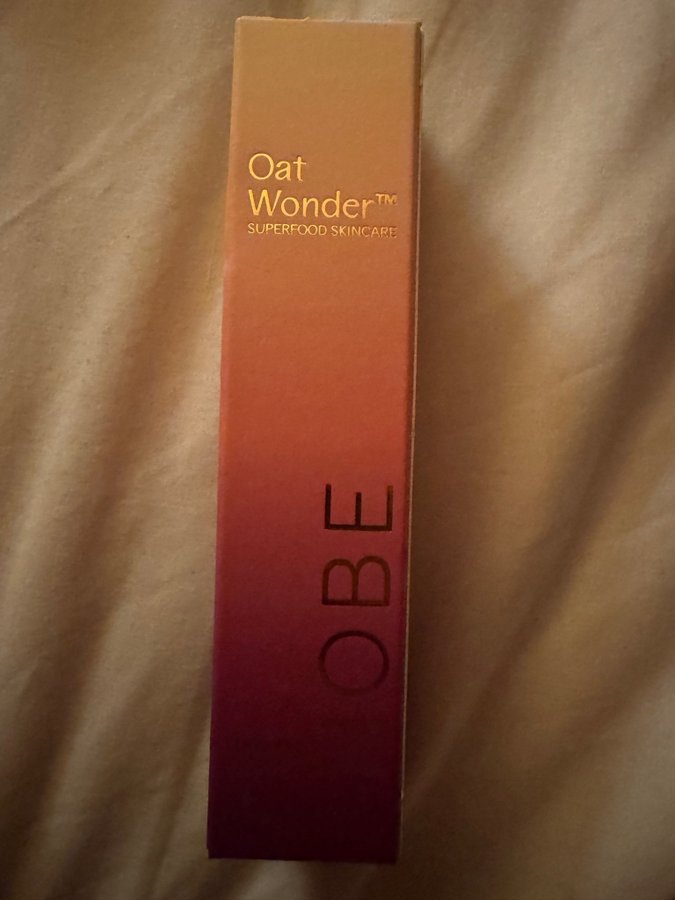 Oat
Wonder™
SUPERFOOD SKINCARE
OBE